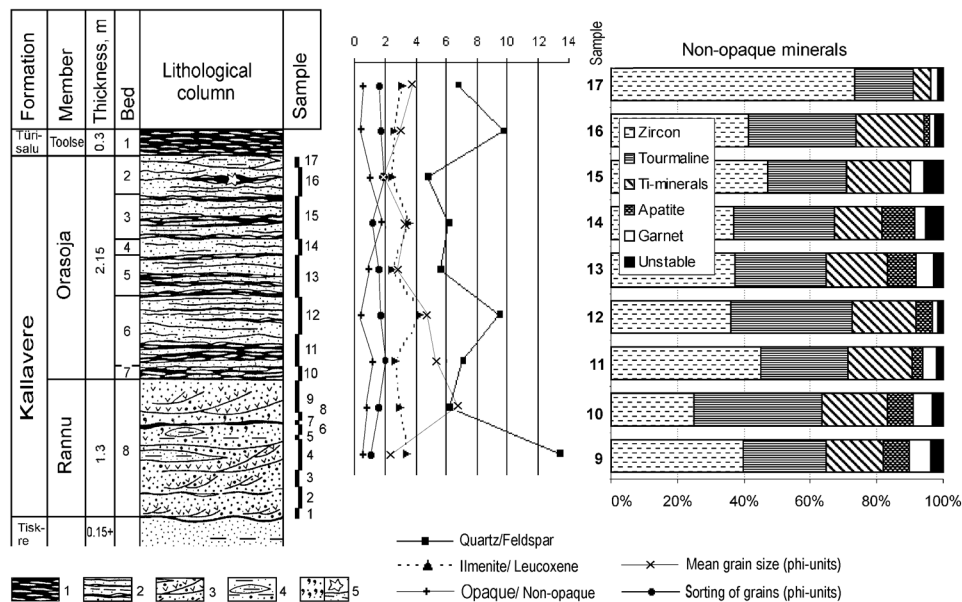 Formation
Member
Thickness, m
Bed
Lithological
column
Sample
Türi-
salu
Toolse
0.3
1
Kallavere
Orasoja
2.15
2
3
4
5
6
7
Rannu
1.3
8
Tisk-
re
0.15+
17
16
15
14
13
12
11
10
9
8
7
6
5
4
3
2
1
0 2 4 6 8 10 12 14
Sample
Non-opaque minerals
17
16
15
14
13
12
11
10
9
Zircon
Tourmaline
Ti-minerals
Apatite
Garnet
Unstable
0% 20% 40% 60% 80% 100%
Quartz/Feldspar
Ilmenite/ Leucoxene
Opaque/ Non-opaque
Mean grain size (phi-units)
Sorting of grains (phi-units)
1 2 3 4 5